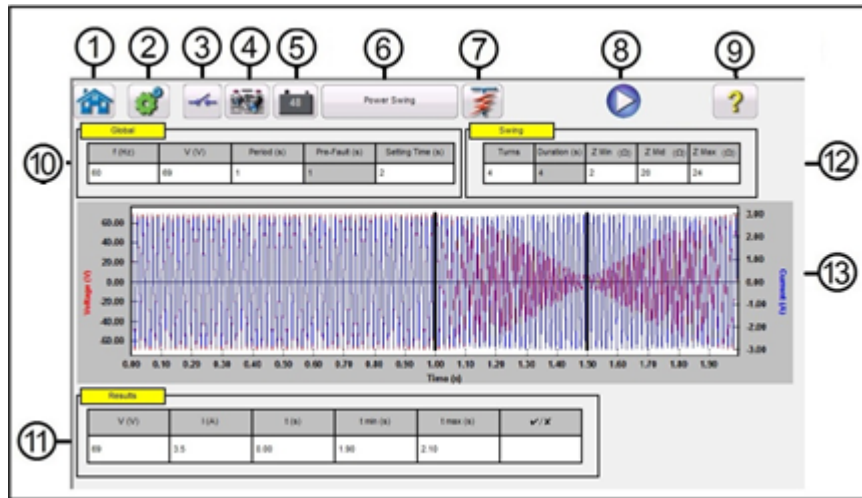 1 2 3 4 5 6 7 8 9
48 Power Swing ?
Global
f (Hz) V (V) Period (s) Pre-Fault (s) Setting Time (s)
60 69 1 1 2
Swing
Turns Duration (s) Z Min (Ω) Z Mid (Ω) Z Max (Ω)
4 4 2 20 24
10
12
60.00
40.00
20.00
0.00
-20.00
-40.00
-60.00
Voltage (V)
3.00
2.00
1.00
0.00
-1.00
-2.00
-3.00
Current (A)
13
0.00 0.10 0.20 0.30 0.40 0.50 0.60 0.70 0.80 0.90 1.00 1.10 1.20 1.30 1.40 1.50 1.60 1.70 1.80 1.90
Time (s)
Results
V (V) I (A) t (s) t min (s) t max (s) ✔/✘
69 3.5 0.00 1.90 2.10
11